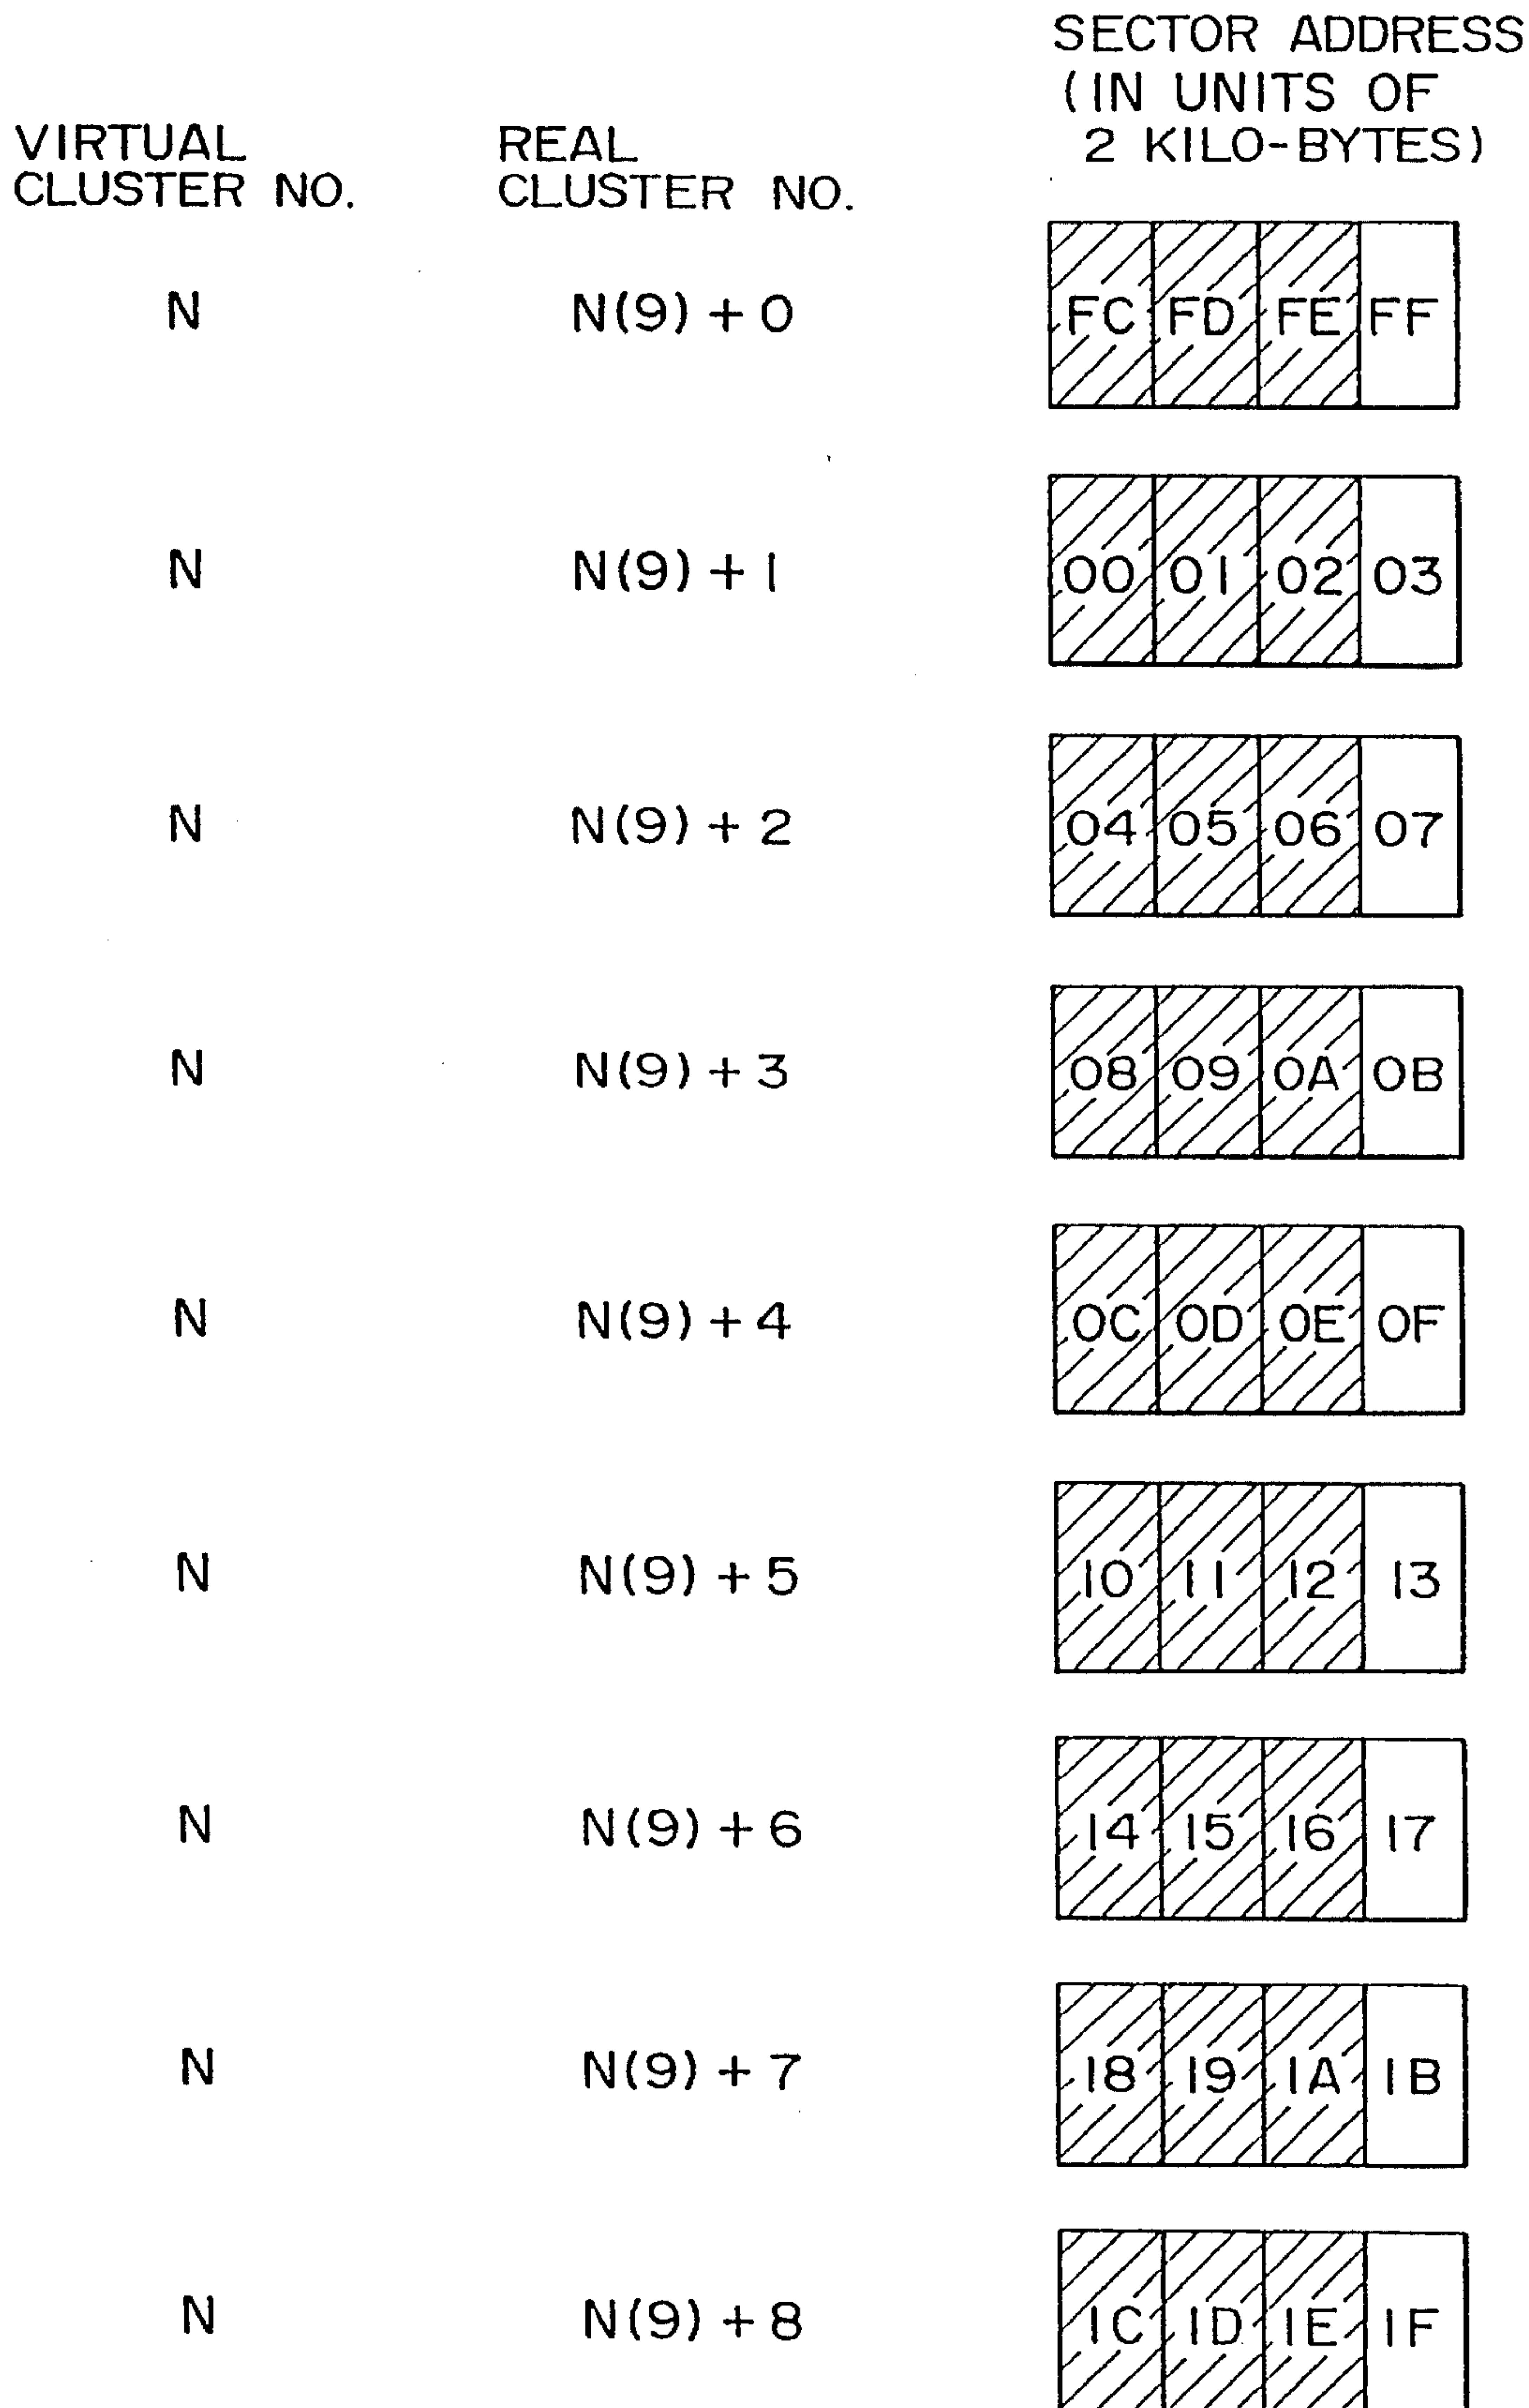 SECTOR ADDRESS
(IN UNITS OF
2 KILO-BYTES)
VIRTUAL
CLUSTER NO.
REAL
CLUSTER NO.
N N(9) + 0 FC FD FE FF
N N(9) + 1 00 01 02 03
N N(9) + 2 04 05 06 07
N N(9) + 3 08 09 0A 0B
N N(9) + 4 0C 0D 0E 0F
N N(9) + 5 10 11 12 13
N N(9) + 6 14 15 16 17
N N(9) + 7 18 19 1A 1B
N N(9) + 8 1C 1D 1E 1F